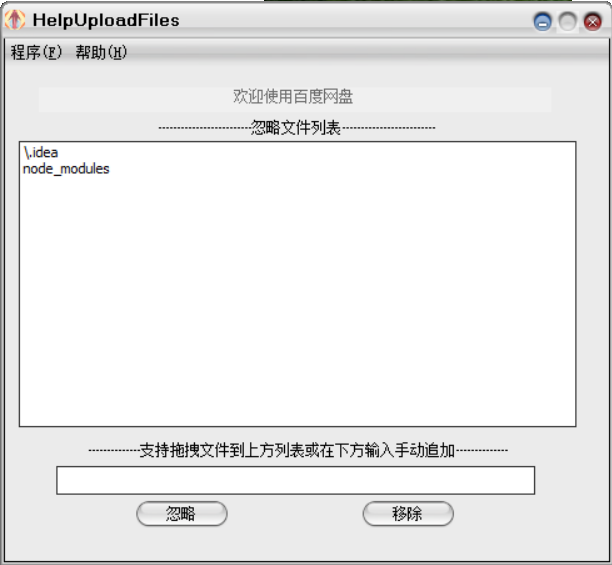 HelpUploadFiles
程序(F) 帮助(H)
欢迎使用百度网盘
------------------------忽略文件列表------------------------
\.idea
node_modules
-------------支持拖拽文件到上方列表或在下方输入手动追加-------------
忽略 移除